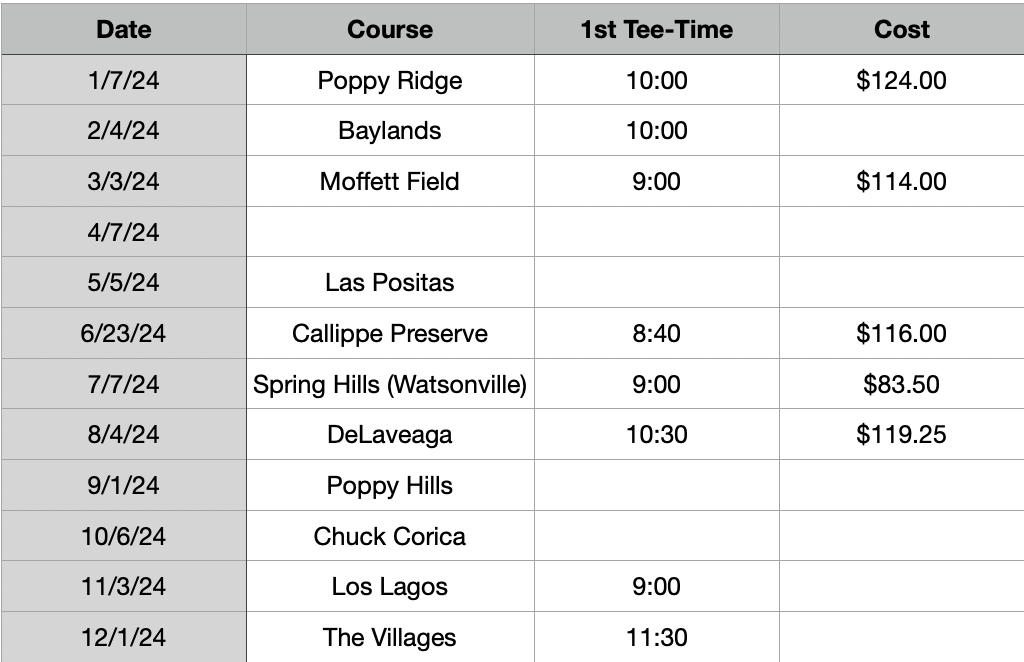 Date Course 1st Tee-Time Cost
1/7/24 Poppy Ridge 10:00 $124.00
2/4/24 Baylands 10:00
3/3/24 Moffett Field 9:00 $114.00
4/7/24
5/5/24 Las Positas
6/23/24 Callippe Preserve 8:40 $116.00
7/7/24 Spring Hills (Watsonville) 9:00 $83.50
8/4/24 DeLaveaga 10:30 $119.25
9/1/24 Poppy Hills
10/6/24 Chuck Corica
11/3/24 Los Lagos 9:00
12/1/24 The Villages 11:30